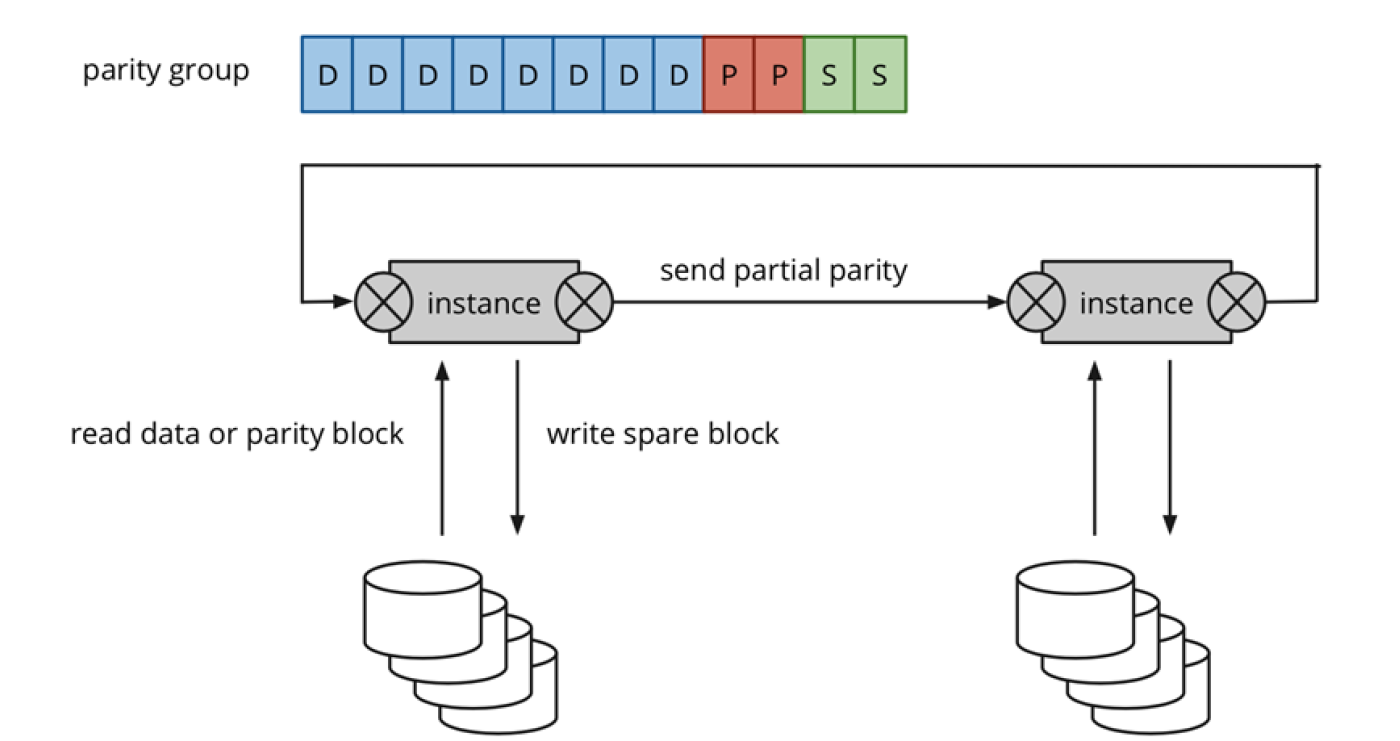 parity group
D D D D D D D D P P S S
send partial parity
instance
instance
read data or parity block
write spare block